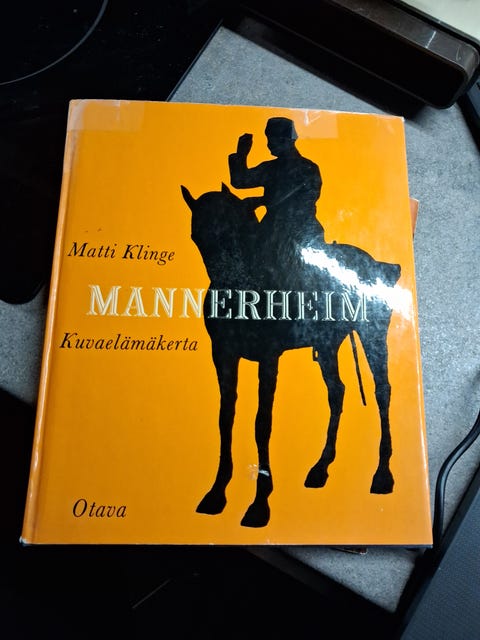 Matti Klinge
MANNERHEIM
Kuvaelämäkerta
Otava